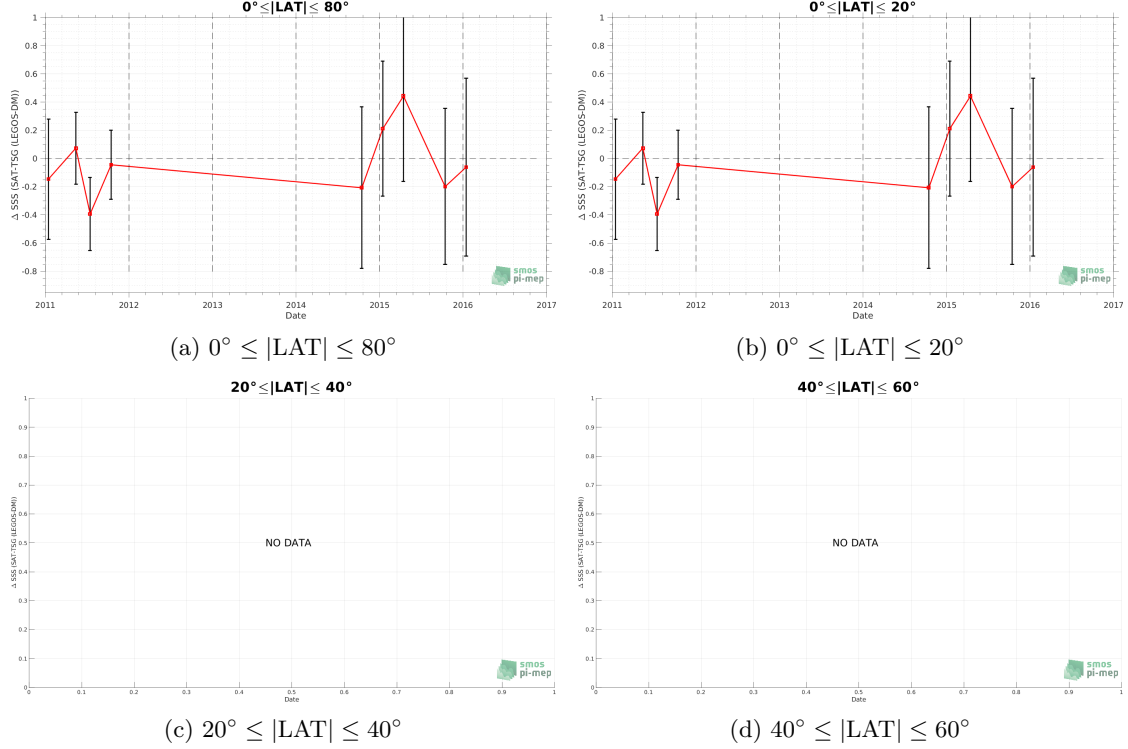 0°≤|LAT|≤ 80°
1
0.8
0.6
0.4
0.2
0
-0.2
-0.4
-0.6
-0.8
Δ SSS (SAT-TSG (LEGOS-DM))
2011 2012 2013 2014 2015 2016 2017
Date
smos
pi-mep
(a) 0° ≤ |LAT| ≤ 80°
0°≤|LAT|≤ 20°
1
0.8
0.6
0.4
0.2
0
-0.2
-0.4
-0.6
-0.8
Δ SSS (SAT-TSG (LEGOS-DM))
2011 2012 2013 2014 2015 2016 2017
Date
smos
pi-mep
(b) 0° ≤ |LAT| ≤ 20°
20°≤|LAT|≤ 40°
1
0.9
0.8
0.7
0.6
0.5
0.4
0.3
0.2
0.1
0
Δ SSS (SAT-TSG (LEGOS-DM))
NO DATA
0 0.1 0.2 0.3 0.4 0.5 0.6 0.7 0.8 0.9 1
Date
smos
pi-mep
(c) 20° ≤ |LAT| ≤ 40°
40°≤|LAT|≤ 60°
1
0.9
0.8
0.7
0.6
0.5
0.4
0.3
0.2
0.1
0
Δ SSS (SAT-TSG (LEGOS-DM))
NO DATA
0 0.1 0.2 0.3 0.4 0.5 0.6 0.7 0.8 0.9 1
Date
smos
pi-mep
(d) 40° ≤ |LAT| ≤ 60°